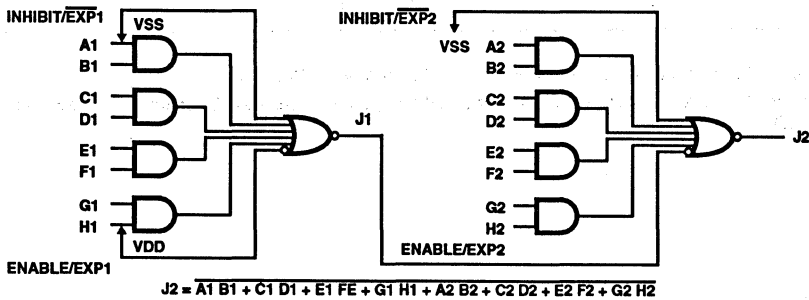 INHIBIT/EXP1
VSS
A1
B1
C1
D1
E1
F1
G1
H1
VDD
ENABLE/EXP1
J1
INHIBIT/EXP2
VSS
A2
B2
C2
D2
E2
F2
G2
H2
ENABLE/EXP2
J2
J2 = A1 B1 + C1 D1 + E1 FE + G1 H1 + A2 B2 + C2 D2 + E2 F2 + G2 H2